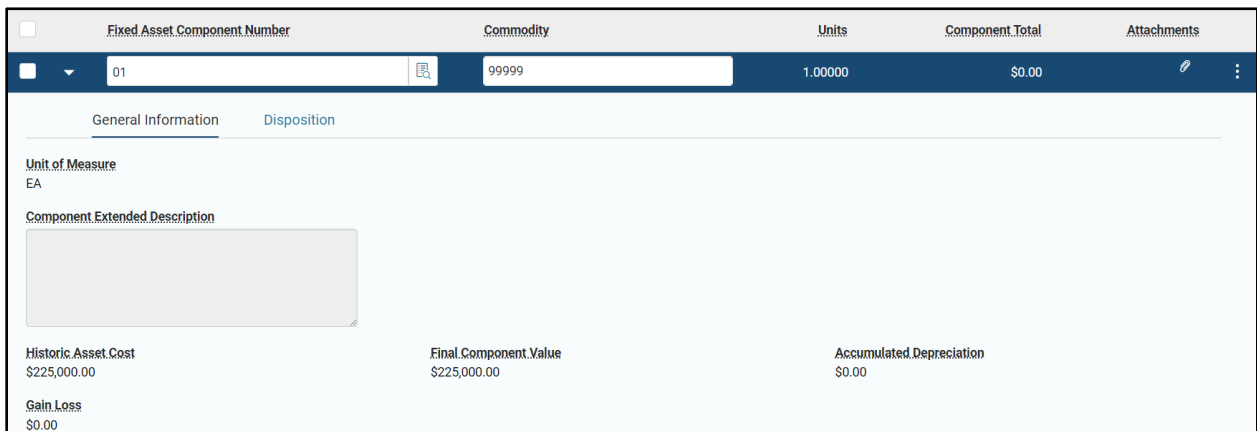 Fixed Asset Component Number Commodity Units Component Total Attachments
01 99999 1.00000 $0.00
General Information Disposition
Unit of Measure
EA
Component Extended Description
Historic Asset Cost Final Component Value Accumulated Depreciation
$225,000.00 $225,000.00 $0.00
Gain Loss
$0.00